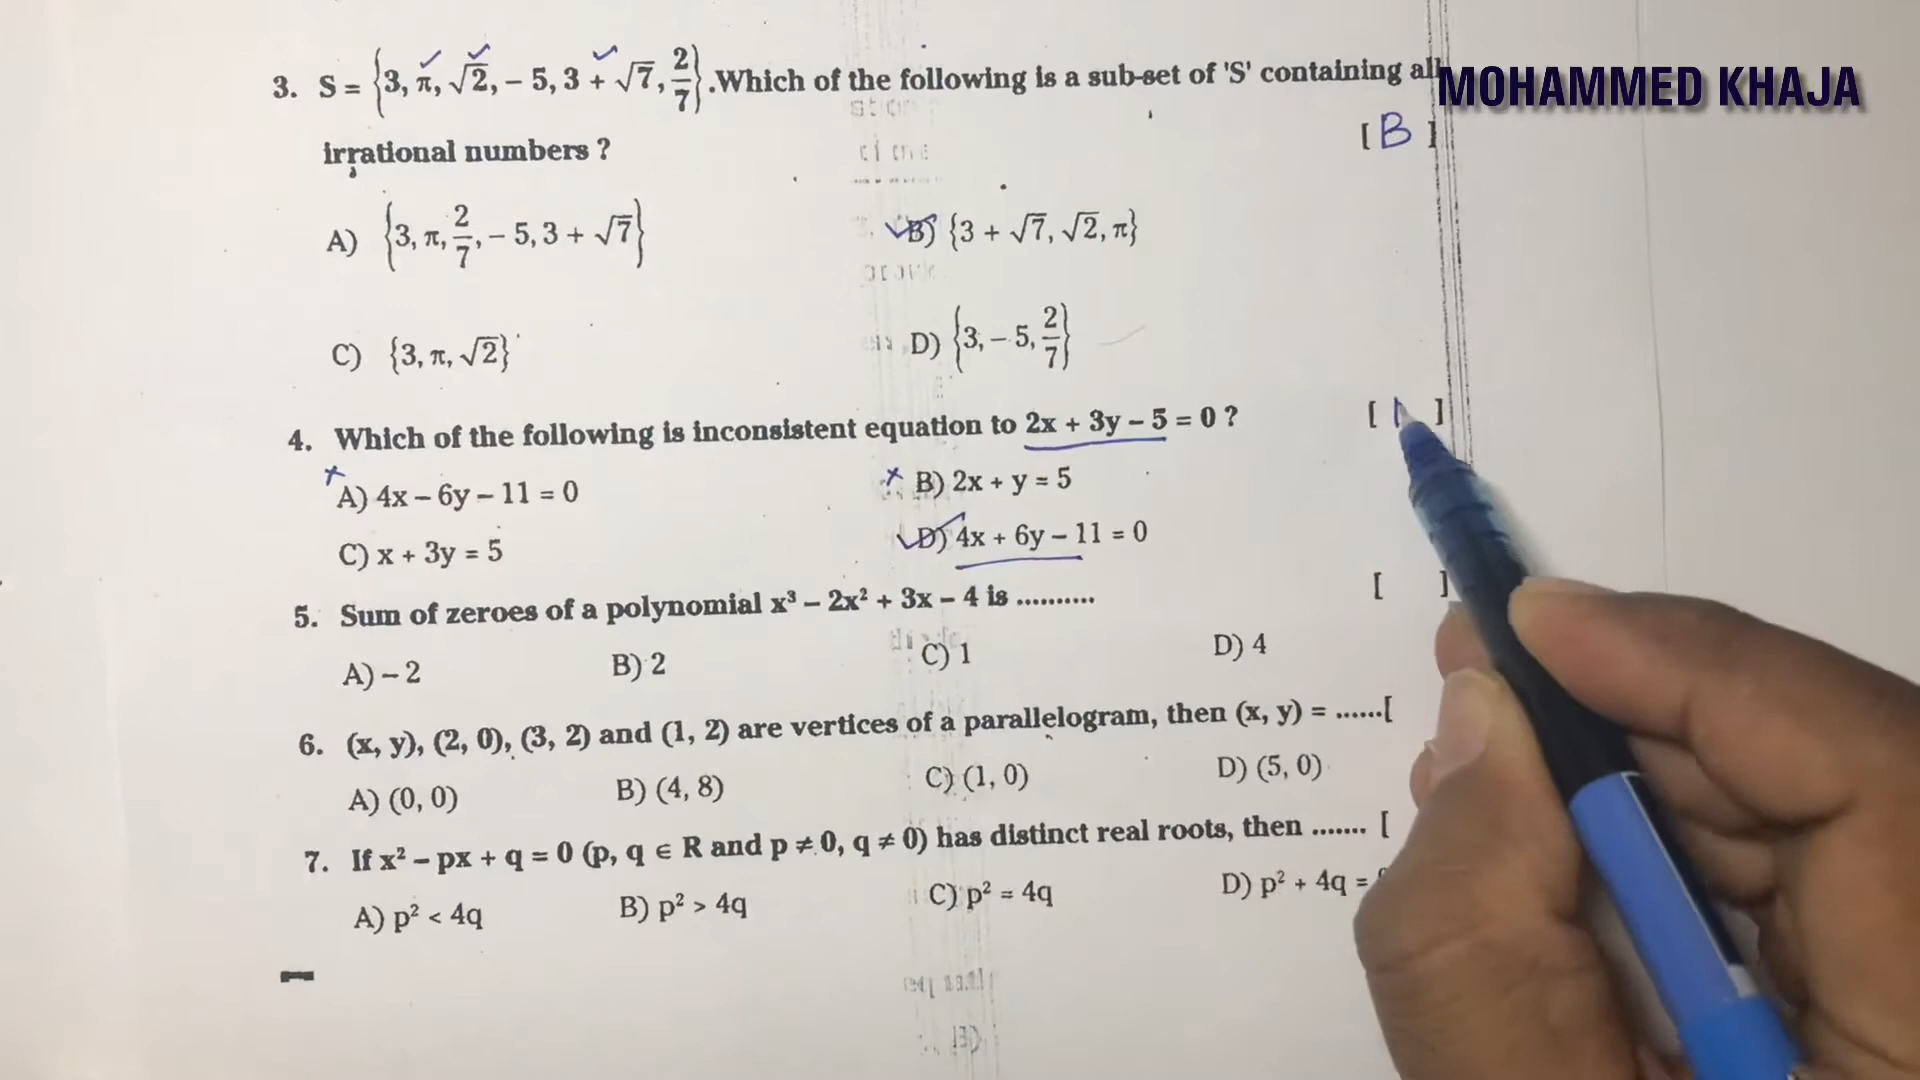 3. S = {3, π, √2, – 5, 3 + √7, 2/7}. Which of the following is a sub-set of 'S' containing all
MOHAMMED KHAJA
irrational numbers ? [ B ]
A) {3, π, 2/7, – 5, 3 + √7} B) {3 + √7, √2, π}
C) {3, π, √2} D) {3, – 5, 2/7}
4. Which of the following is inconsistent equation to 2x + 3y – 5 = 0 ? [ ]
A) 4x – 6y – 11 = 0 B) 2x + y = 5
C) x + 3y = 5 D) 4x + 6y – 11 = 0
5. Sum of zeroes of a polynomial x³ – 2x² + 3x – 4 is .......... [ ]
A) – 2 B) 2 C) 1 D) 4
6. (x, y), (2, 0), (3, 2) and (1, 2) are vertices of a parallelogram, then (x, y) = ......[
A) (0, 0) B) (4, 8) C) (1, 0) D) (5, 0)
7. If x² – px + q = 0 (p, q ∈ R and p ≠ 0, q ≠ 0) has distinct real roots, then ....... [
A) p² < 4q B) p² > 4q C) p² = 4q D) p² + 4q =